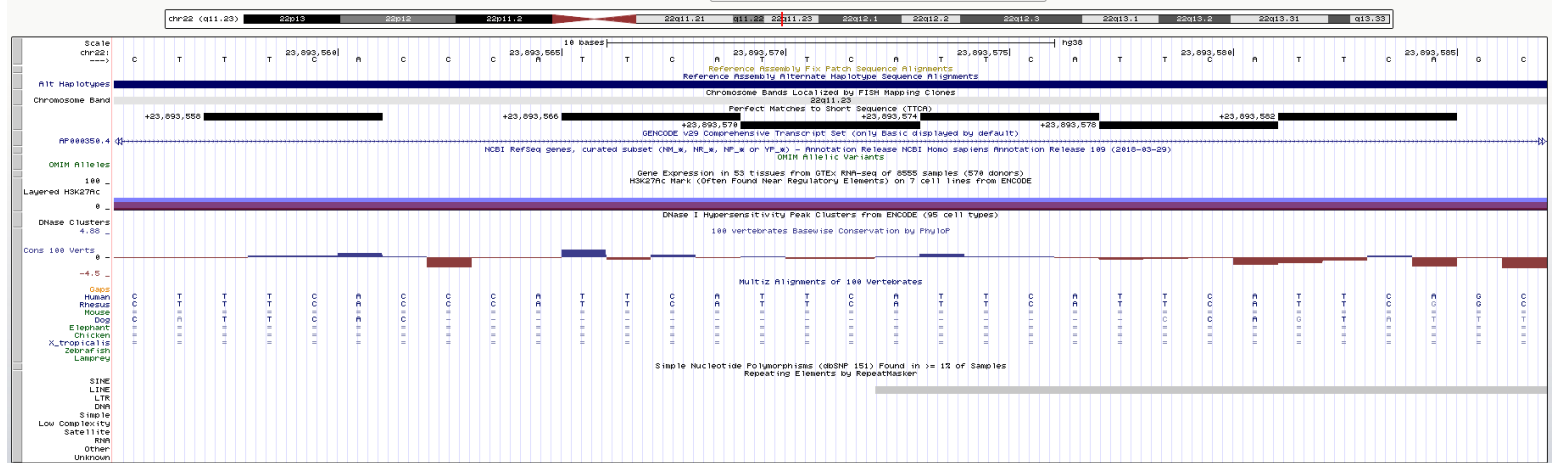 chr22 (q11.23) 22p13 22p12 22p11.2 22q11.21 q11.22 22q11.23 22q12.1 22q12.2 22q12.3 22q13.1 22q13.2 22q13.31 q13.33
Scale 10 bases hg38
chr22: 23,893,560 23,893,565 23,893,570 23,893,575 23,893,580 23,893,585
---> C T T T C A C C C A T T C A T T C A T T C A T T C A T T C A G C
Reference Assembly Fix Patch Sequence Alignments
Reference Assembly Alternate Haplotype Sequence Alignments
Alt Haplotypes
Chromosome Bands Localized by FISH Mapping Clones
Chromosome Band 22q11.23
Perfect Matches to Short Sequence (TTCA)
+23,893,558 +23,893,566 +23,893,574 +23,893,582
+23,893,570 +23,893,578
GENCODE v29 Comprehensive Transcript Set (only Basic displayed by default)
AP000350.4
NCBI RefSeq genes, curated subset (NM_*, NR_*, NP_* or YP_*) - Annotation Release NCBI Homo sapiens Annotation Release 109 (2018-03-29)
OMIM Allelic Variants
OMIM Alleles
Gene Expression in 53 tissues from GTEx RNA-seq of 8555 samples (570 donors)
H3K27Ac Mark (Often Found Near Regulatory Elements) on 7 cell lines from ENCODE
100 _
Layered H3K27Ac
0 _
DNase I Hypersensitivity Peak Clusters from ENCODE (95 cell types)
DNase Clusters
4.88 _
100 vertebrates Basewise Conservation by PhyloP
Cons 100 Verts
0 -
-4.5 _
Multiz Alignments of 100 Vertebrates
Gaps
Human C T T T C A C C C A T T C A T T C A T T C A T T C A T T C A G C
Rhesus C T T T C A C C C A T T C A T T C A T T C A T T C A T T C G G C
Mouse = = = = = = = = = = = = = = = = = = = = = = = = = = = = = = = =
Dog C A T T C A C - - - - - - - - - - - - - - - - C C A G T A T T T
Elephant = = = = = = = = = = = = = = = = = = = = = = = = = = = = = = = =
Chicken = = = = = = = = = = = = = = = = = = = = = = = = = = = = = = = =
X_tropicalis = = = = = = = = = = = = = = = = = = = = = = = = = = = = = = = =
Zebrafish
Lamprey
Simple Nucleotide Polymorphisms (dbSNP 151) Found in >= 1% of Samples
Repeating Elements by RepeatMasker
SINE
LINE
LTR
DNA
Simple
Low Complexity
Satellite
RNA
Other
Unknown